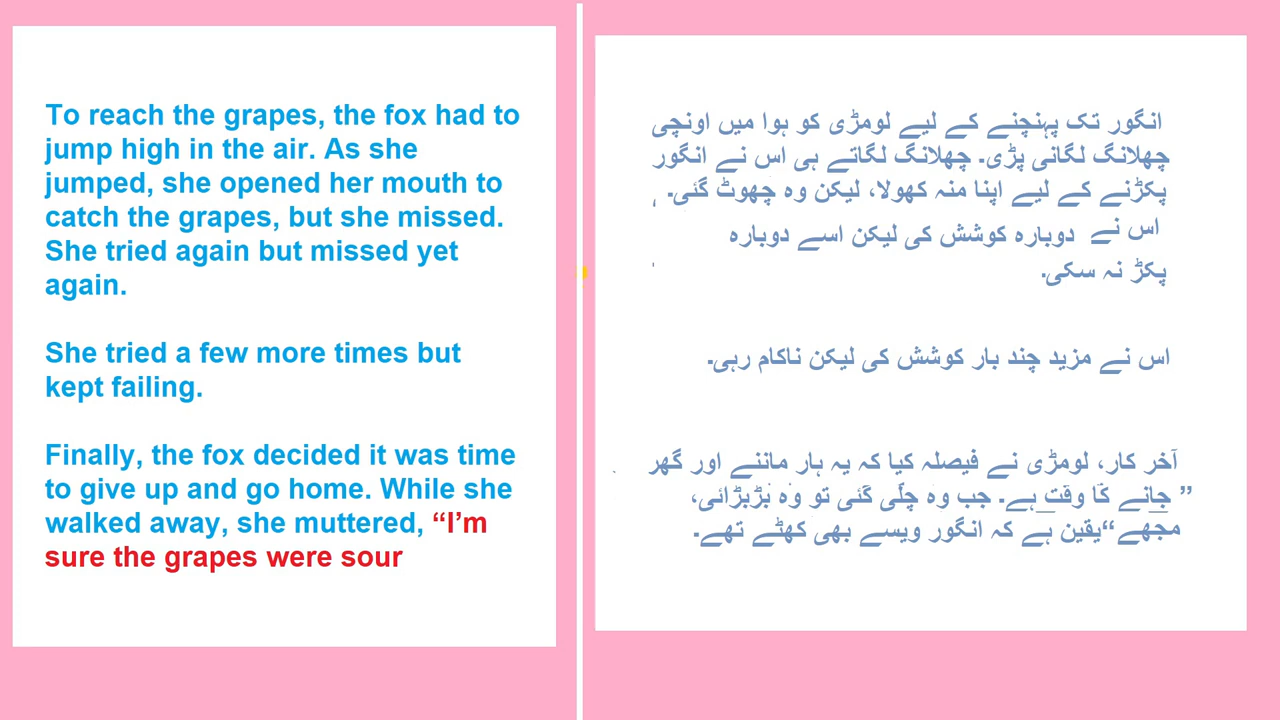 To reach the grapes, the fox had to
jump high in the air. As she
jumped, she opened her mouth to
catch the grapes, but she missed.
She tried again but missed yet
again.
She tried a few more times but
kept failing.
Finally, the fox decided it was time
to give up and go home. While she
walked away, she muttered, “I’m
sure the grapes were sour
انگور تک پہنچنے کے لیے لومڑی کو ہوا میں اونچی
چھلانگ لگانی پڑی۔ چھلانگ لگاتے ہی اس نے انگور
پکڑنے کے لیے اپنا منہ کھولا، لیکن وہ چھوٹ گئی۔
اس نے دوبارہ کوشش کی لیکن اسے دوبارہ
پکڑ نہ سکی۔
اس نے مزید چند بار کوشش کی لیکن ناکام رہی۔
آخر کار، لومڑی نے فیصلہ کیا کہ یہ ہار ماننے اور گھر
” جانے کا وقت ہے۔ جب وہ چلی گئی تو وہ بڑبڑائی،
مجھے“یقین ہے کہ انگور ویسے بھی کھٹے تھے۔